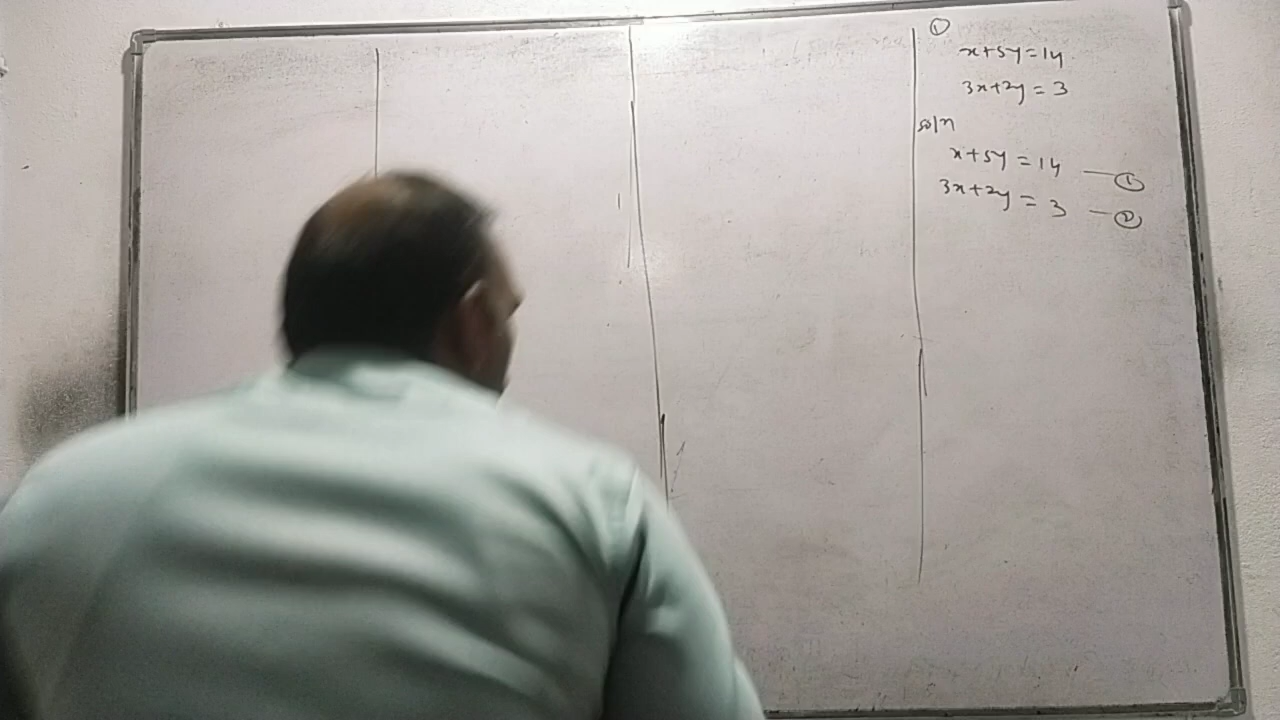 ①
x+5y=14
3x+2y=3
soln
x+5y=14 —①
3x+2y=3 —②